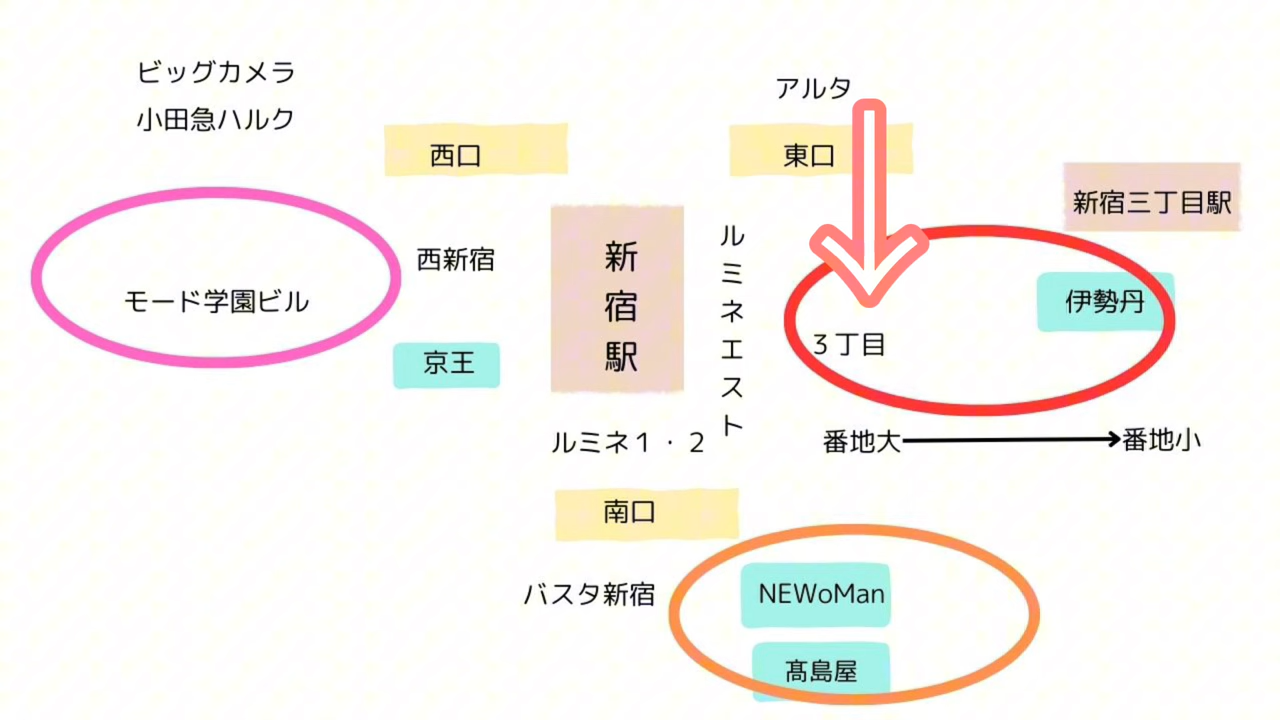 ビッグカメラ
小田急ハルク
アルタ
西口
東口
新宿三丁目駅
西新宿
新宿駅
ルミネエスト
モード学園ビル
伊勢丹
3丁目
京王
ルミネ1・2
番地大
番地小
南口
バスタ新宿
NEWoMan
髙島屋